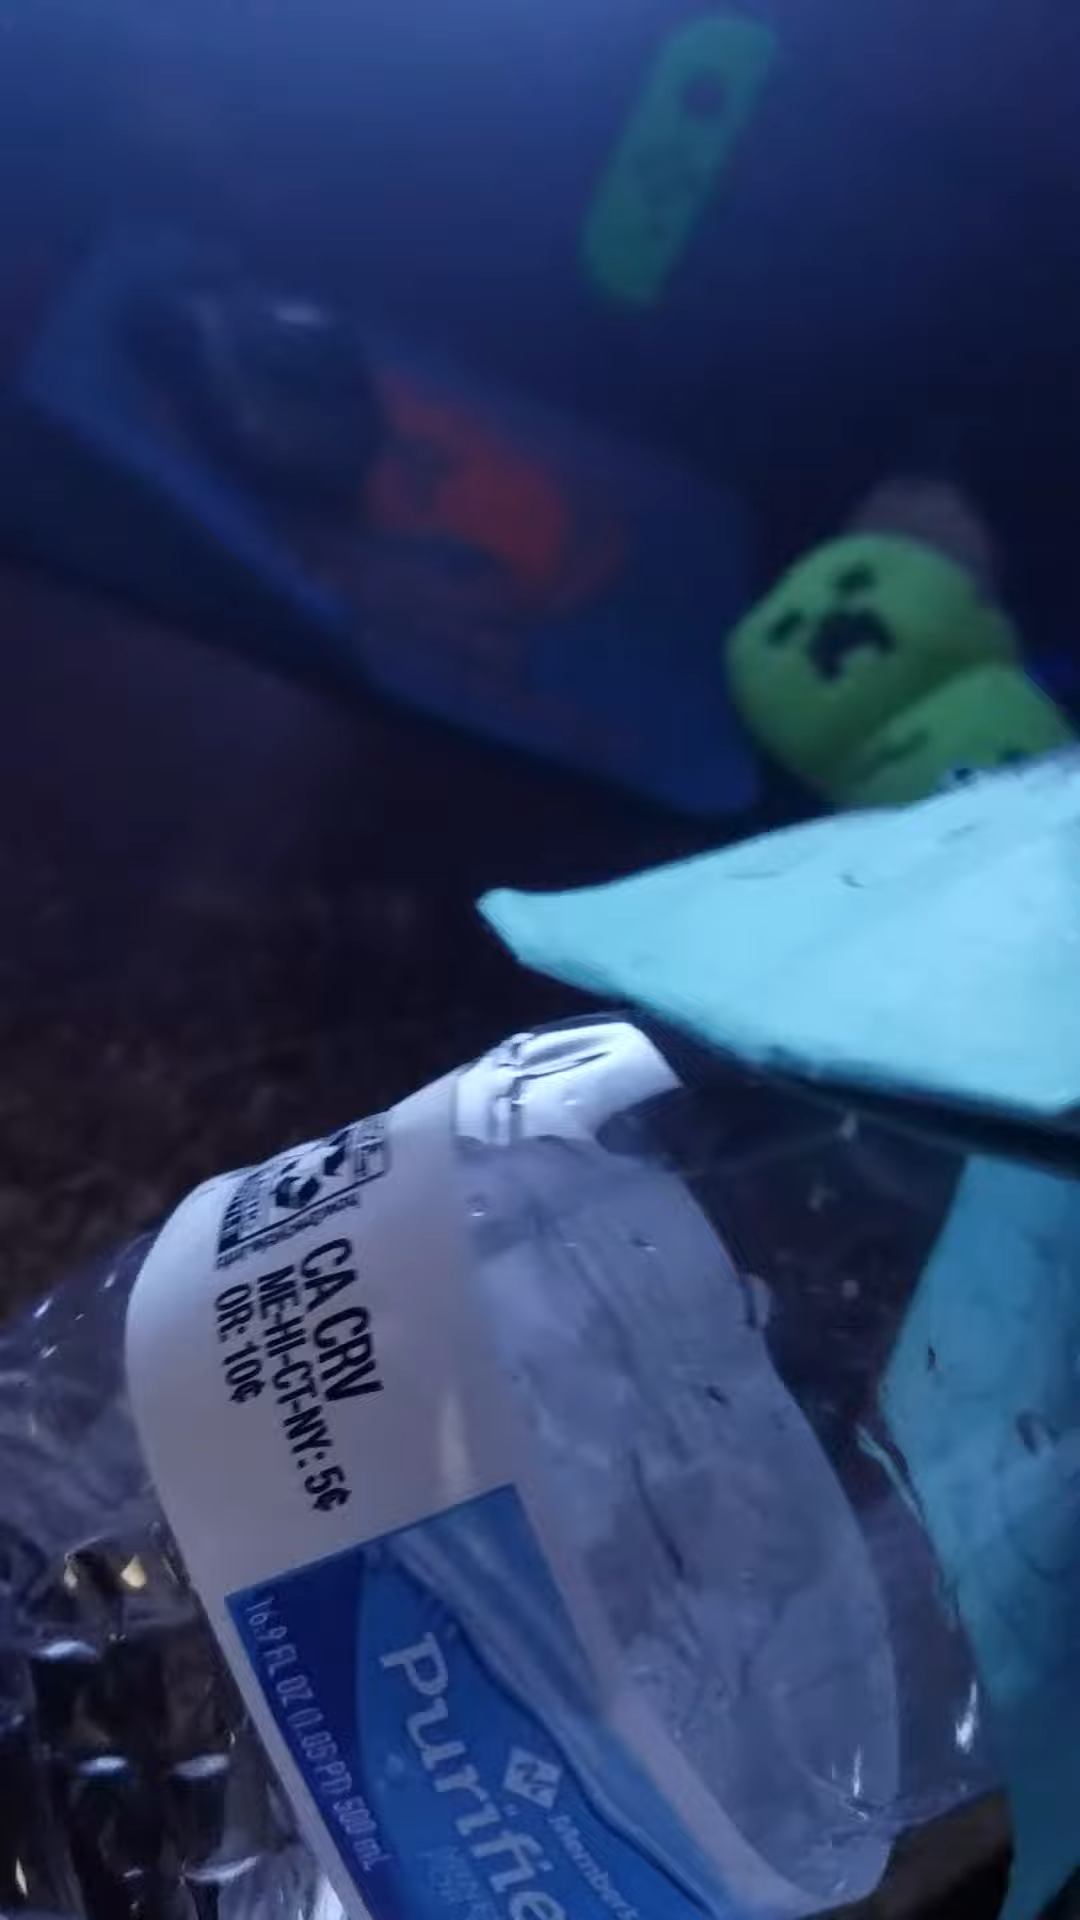 CA CRV
ME-HI-CT-NY: 5¢
OR: 10¢
16.9 FL OZ (1.05 PT) 500 mL
Purifie
Member's